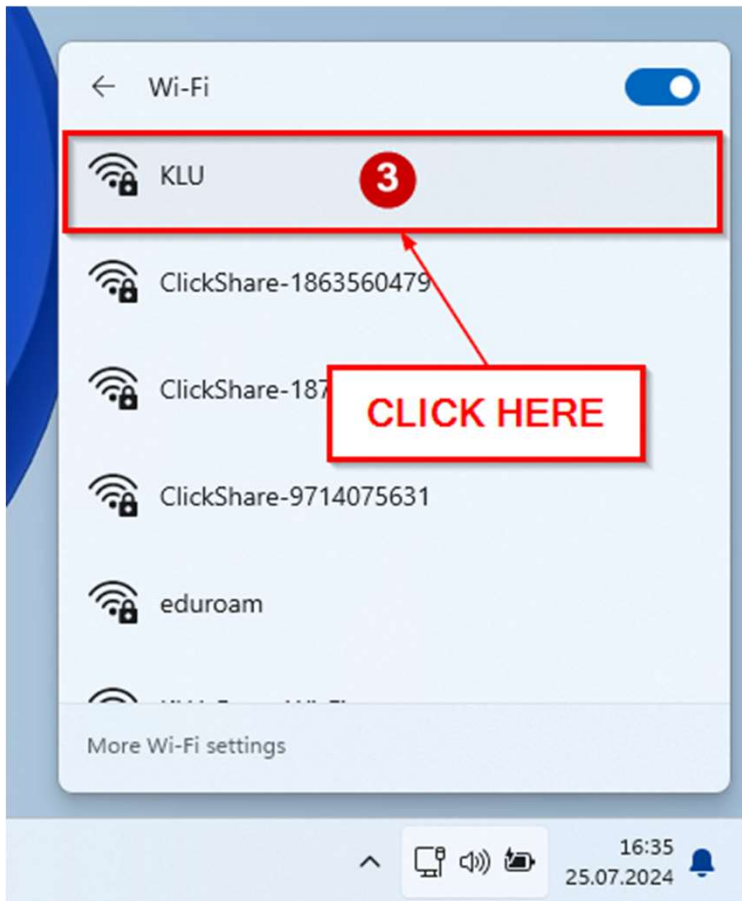 Wi-Fi
KLU
3
ClickShare-1863560479
ClickShare-187
CLICK HERE
ClickShare-9714075631
eduroam
More Wi-Fi settings
16:35
25.07.2024